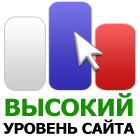 ВЫСОКИЙ
УРОВЕНЬ САЙТА